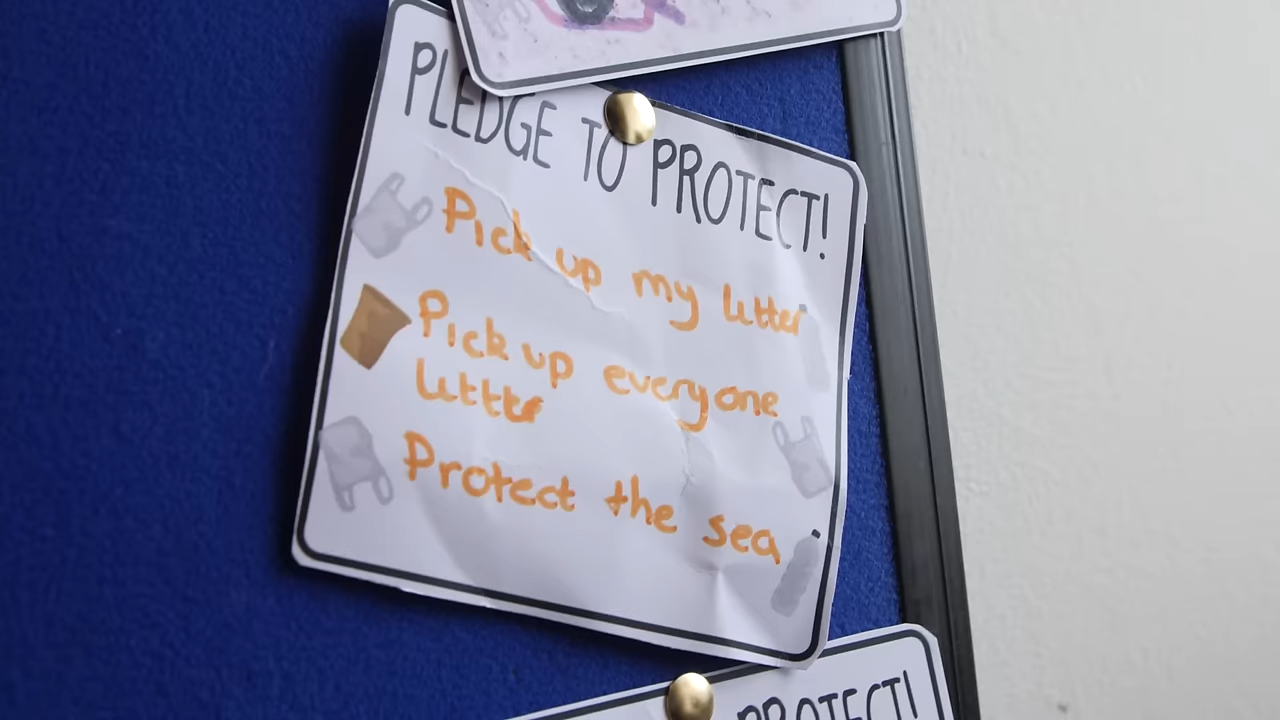 PLEDGE TO PROTECT!
Pick up my litter
Pick up everyone
litter
Protect the sea
PROTECT!